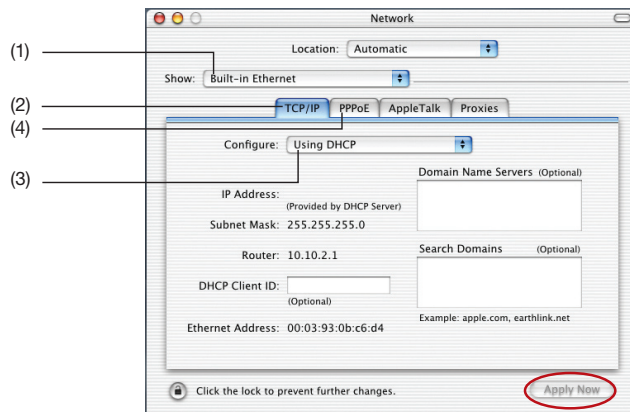 Network
Location: Automatic
(1)
Show: Built-in Ethernet
(2)
TCP/IP PPPoE AppleTalk Proxies
(4)
Configure: Using DHCP
(3)
Domain Name Servers (Optional)
IP Address:
(Provided by DHCP Server)
Subnet Mask: 255.255.255.0
Router: 10.10.2.1
Search Domains (Optional)
DHCP Client ID:
(Optional)
Example: apple.com, earthlink.net
Ethernet Address: 00:03:93:0b:c6:d4
Click the lock to prevent further changes.
Apply Now